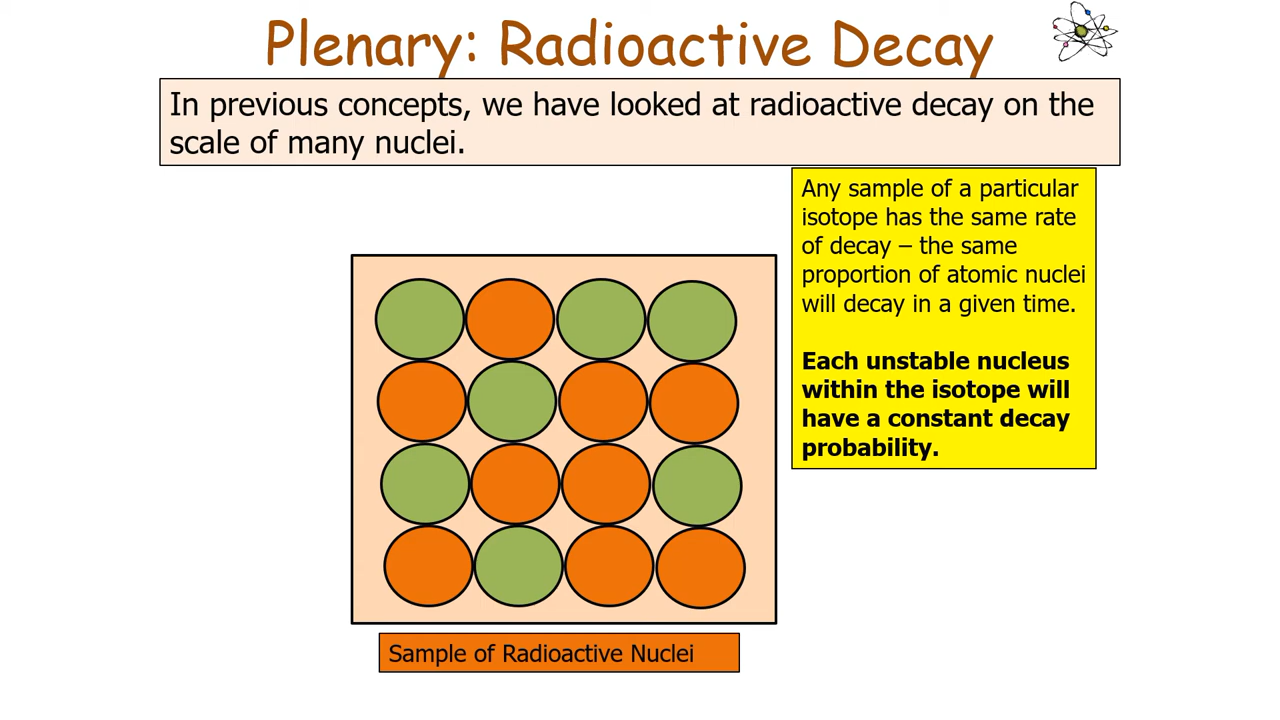 Plenary: Radioactive Decay
In previous concepts, we have looked at radioactive decay on the
scale of many nuclei.
Any sample of a particular
isotope has the same rate
of decay – the same
proportion of atomic nuclei
will decay in a given time.
Each unstable nucleus
within the isotope will
have a constant decay
probability.
Sample of Radioactive Nuclei